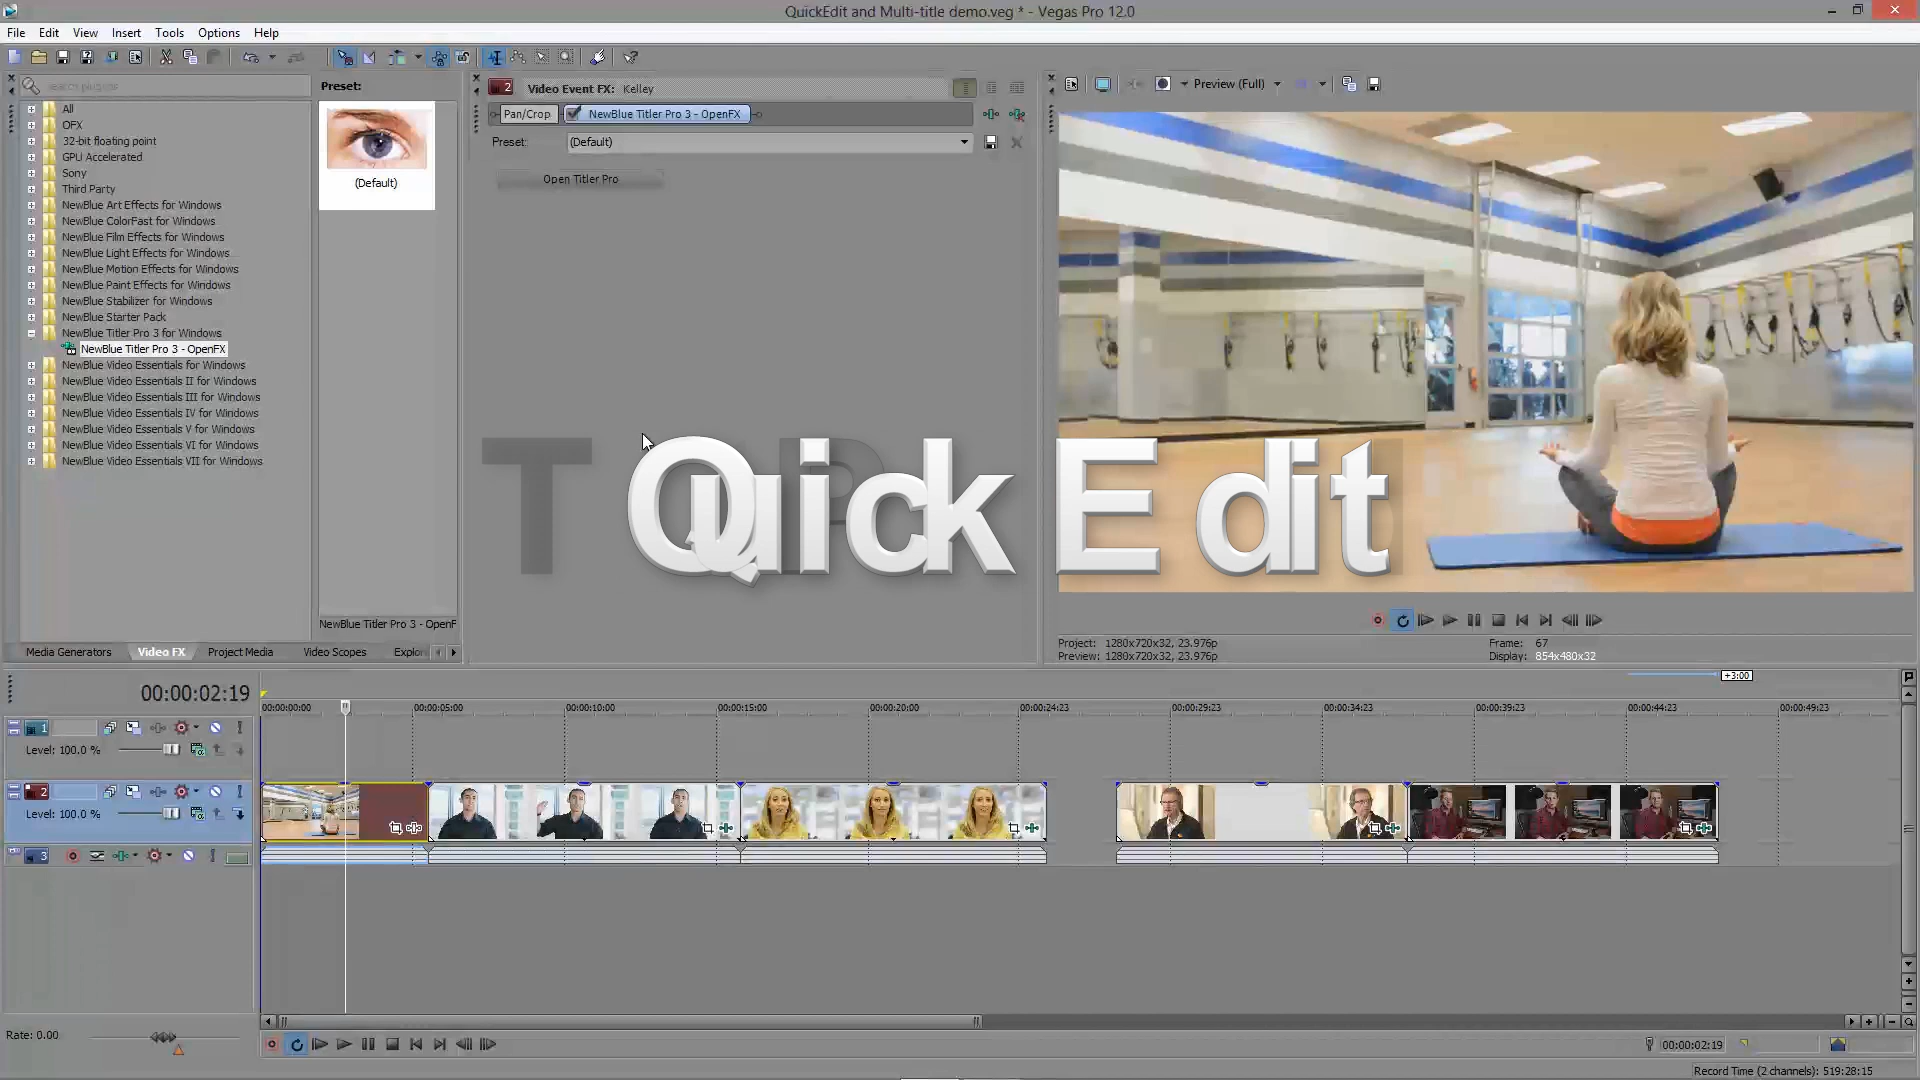 QuickEdit and Multi-title demo.veg * - Vegas Pro 12.0
File Edit View Insert Tools Options Help
Preset:
All
OFX
32-bit floating point
GPU Accelerated
Sony
Third Party
NewBlue Art Effects for Windows
NewBlue ColorFast for Windows
NewBlue Film Effects for Windows
NewBlue Light Effects for Windows
NewBlue Motion Effects for Windows
NewBlue Paint Effects for Windows
NewBlue Stabilizer for Windows
NewBlue Starter Pack
NewBlue Titler Pro 3 for Windows
NewBlue Titler Pro 3 - OpenFX
NewBlue Video Essentials for Windows
NewBlue Video Essentials II for Windows
NewBlue Video Essentials III for Windows
NewBlue Video Essentials IV for Windows
NewBlue Video Essentials V for Windows
NewBlue Video Essentials VI for Windows
NewBlue Video Essentials VII for Windows
(Default)
NewBlue Titler Pro 3 - OpenF
Media Generators Video FX Project Media Video Scopes Explor
2 Video Event FX: Kelley
Pan/Crop NewBlue Titler Pro 3 - OpenFX
Preset: (Default)
Open Titler Pro
Preview (Full)
Quick Edit
Project: 1280x720x32, 23.976p
Preview: 1280x720x32, 23.976p
Frame: 67
Display: 854x480x32
+3:00
00:00:02:19
00:00:00:00 00:00:05:00 00:00:10:00 00:00:15:00 00:00:20:00 00:00:24:23 00:00:29:23 00:00:34:23 00:00:39:23 00:00:44:23 00:00:49:23
1
Level: 100.0 %
2
Level: 100.0 %
3
Rate: 0.00
00:00:02:19
Record Time (2 channels): 519:28:15